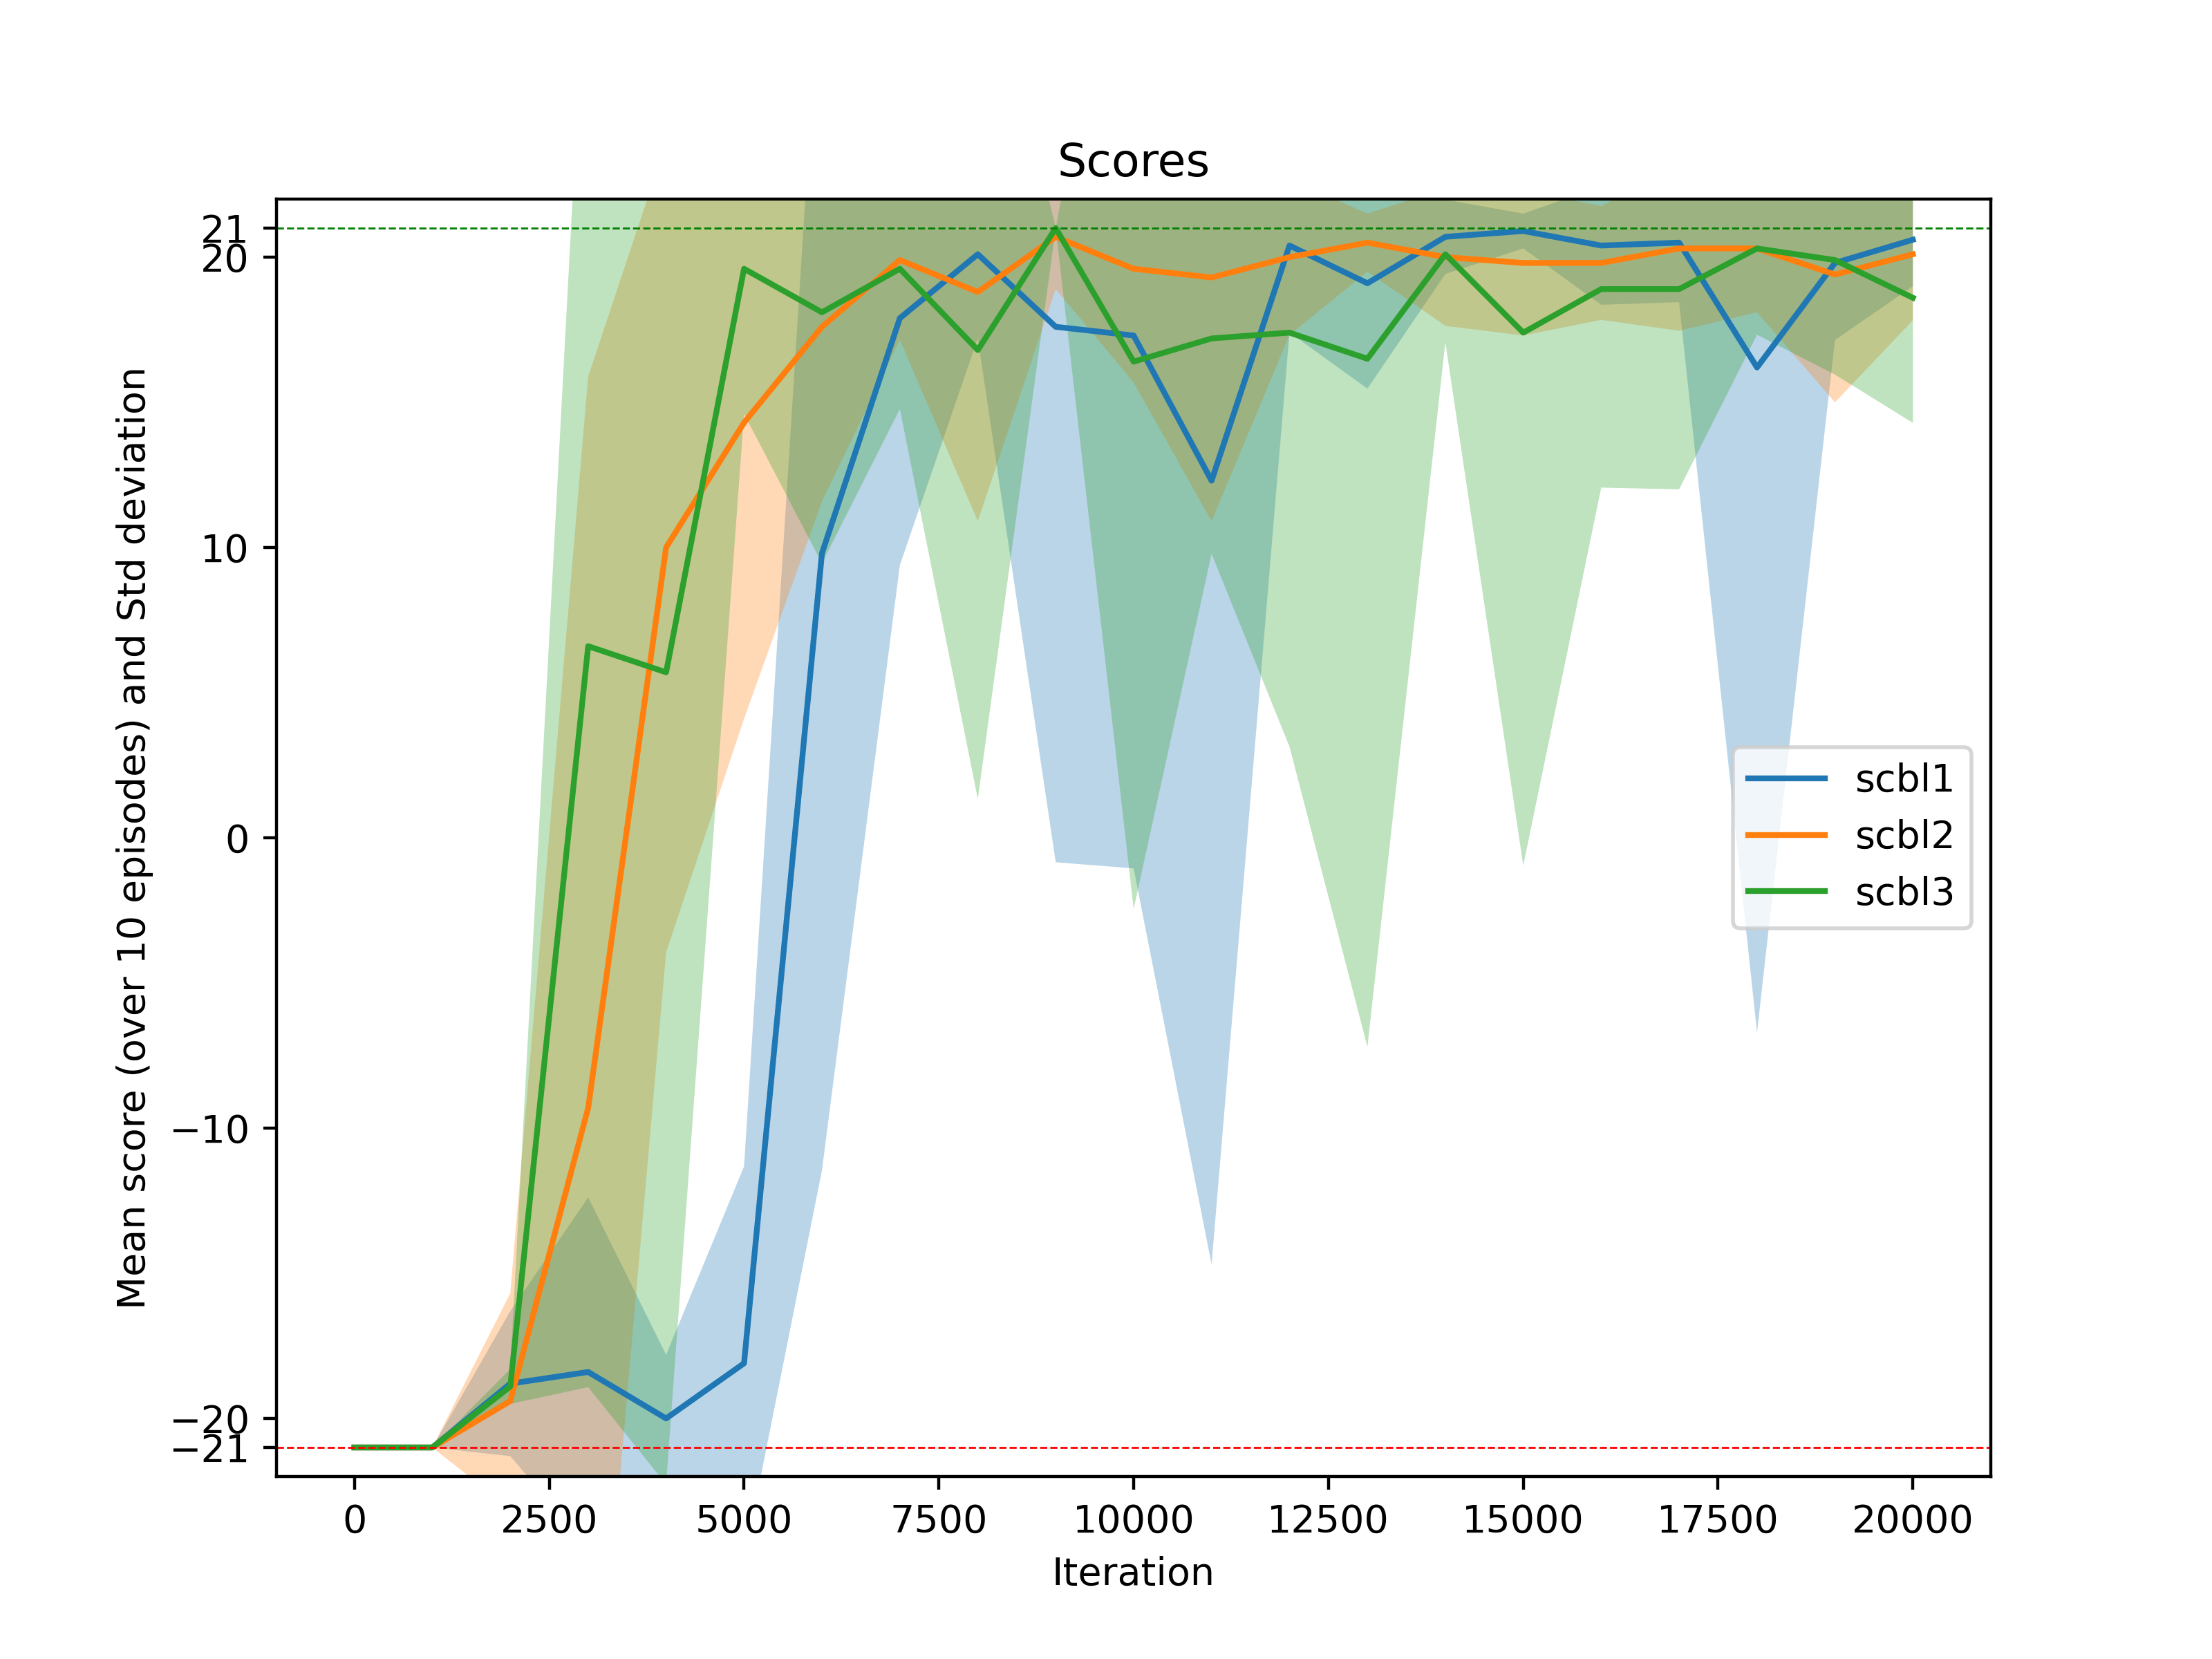 Scores
Mean score (over 10 episodes) and Std deviation
21
20
10
0
−10
−20
−21
scbl1
scbl2
scbl3
0 2500 5000 7500 10000 12500 15000 17500 20000
Iteration